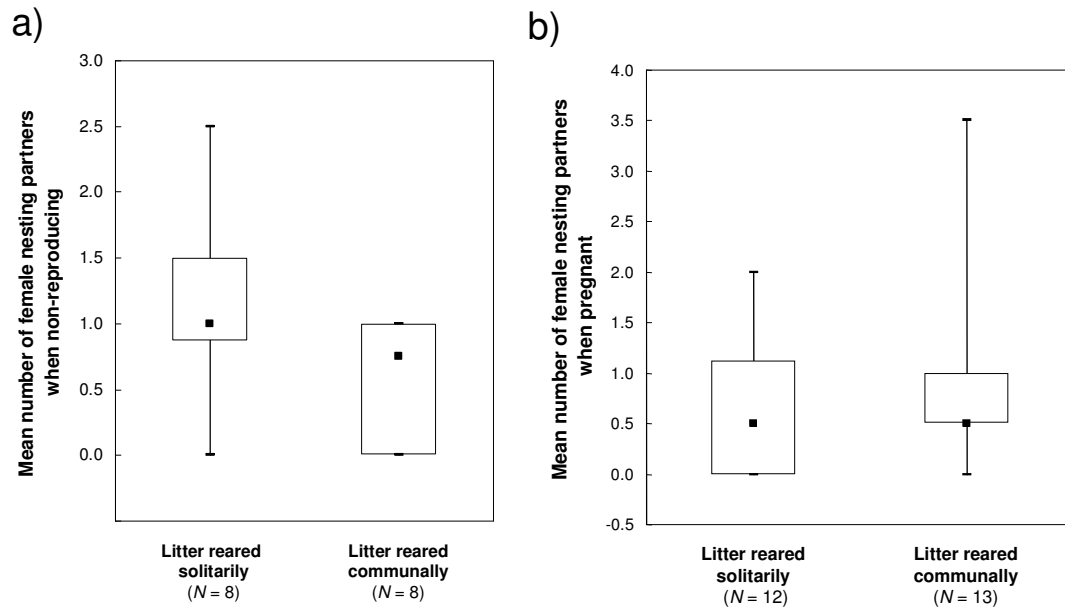 a)
Mean number of female nesting partners
when non-reproducing
3.0
2.5
2.0
1.5
1.0
0.5
0.0
Litter reared
solitarily
(N = 8)
Litter reared
communally
(N = 8)
b)
Mean number of female nesting partners
when pregnant
4.0
3.5
3.0
2.5
2.0
1.5
1.0
0.5
0.0
-0.5
Litter reared
solitarily
(N = 12)
Litter reared
communally
(N = 13)